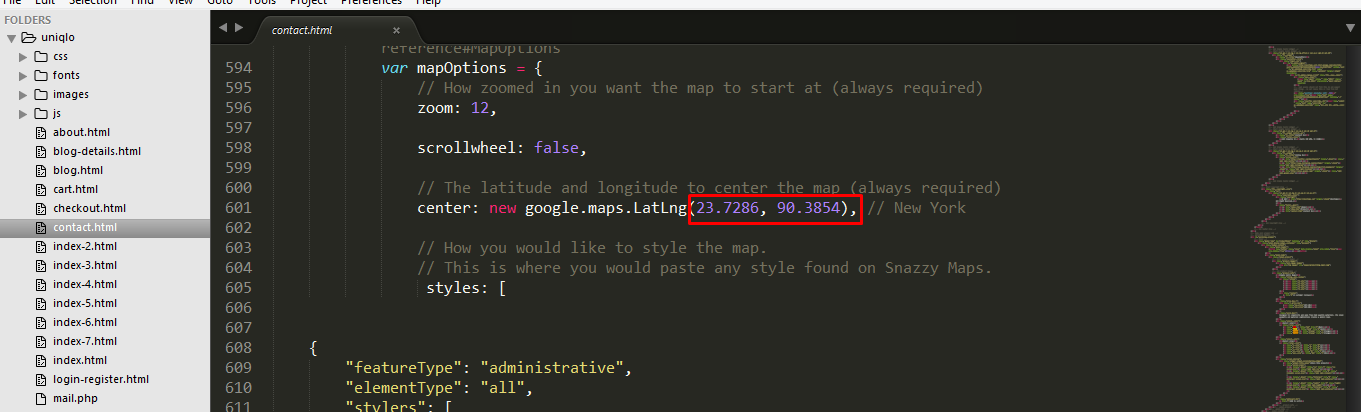 File Edit Selection Find View Goto Tools Project Preferences Help
FOLDERS
uniqlo
css
fonts
images
js
about.html
blog-details.html
blog.html
cart.html
checkout.html
contact.html
index-2.html
index-3.html
index-4.html
index-5.html
index-6.html
index-7.html
index.html
login-register.html
mail.php
contact.html ×
reference#MapOptions
594 var mapOptions = {
595 // How zoomed in you want the map to start at (always required)
596 zoom: 12,
597
598 scrollwheel: false,
599
600 // The latitude and longitude to center the map (always required)
601 center: new google.maps.LatLng(23.7286, 90.3854), // New York
602
603 // How you would like to style the map.
604 // This is where you would paste any style found on Snazzy Maps.
605 styles: [
606
607
608 {
609 "featureType": "administrative",
610 "elementType": "all",
611 "stylers": [